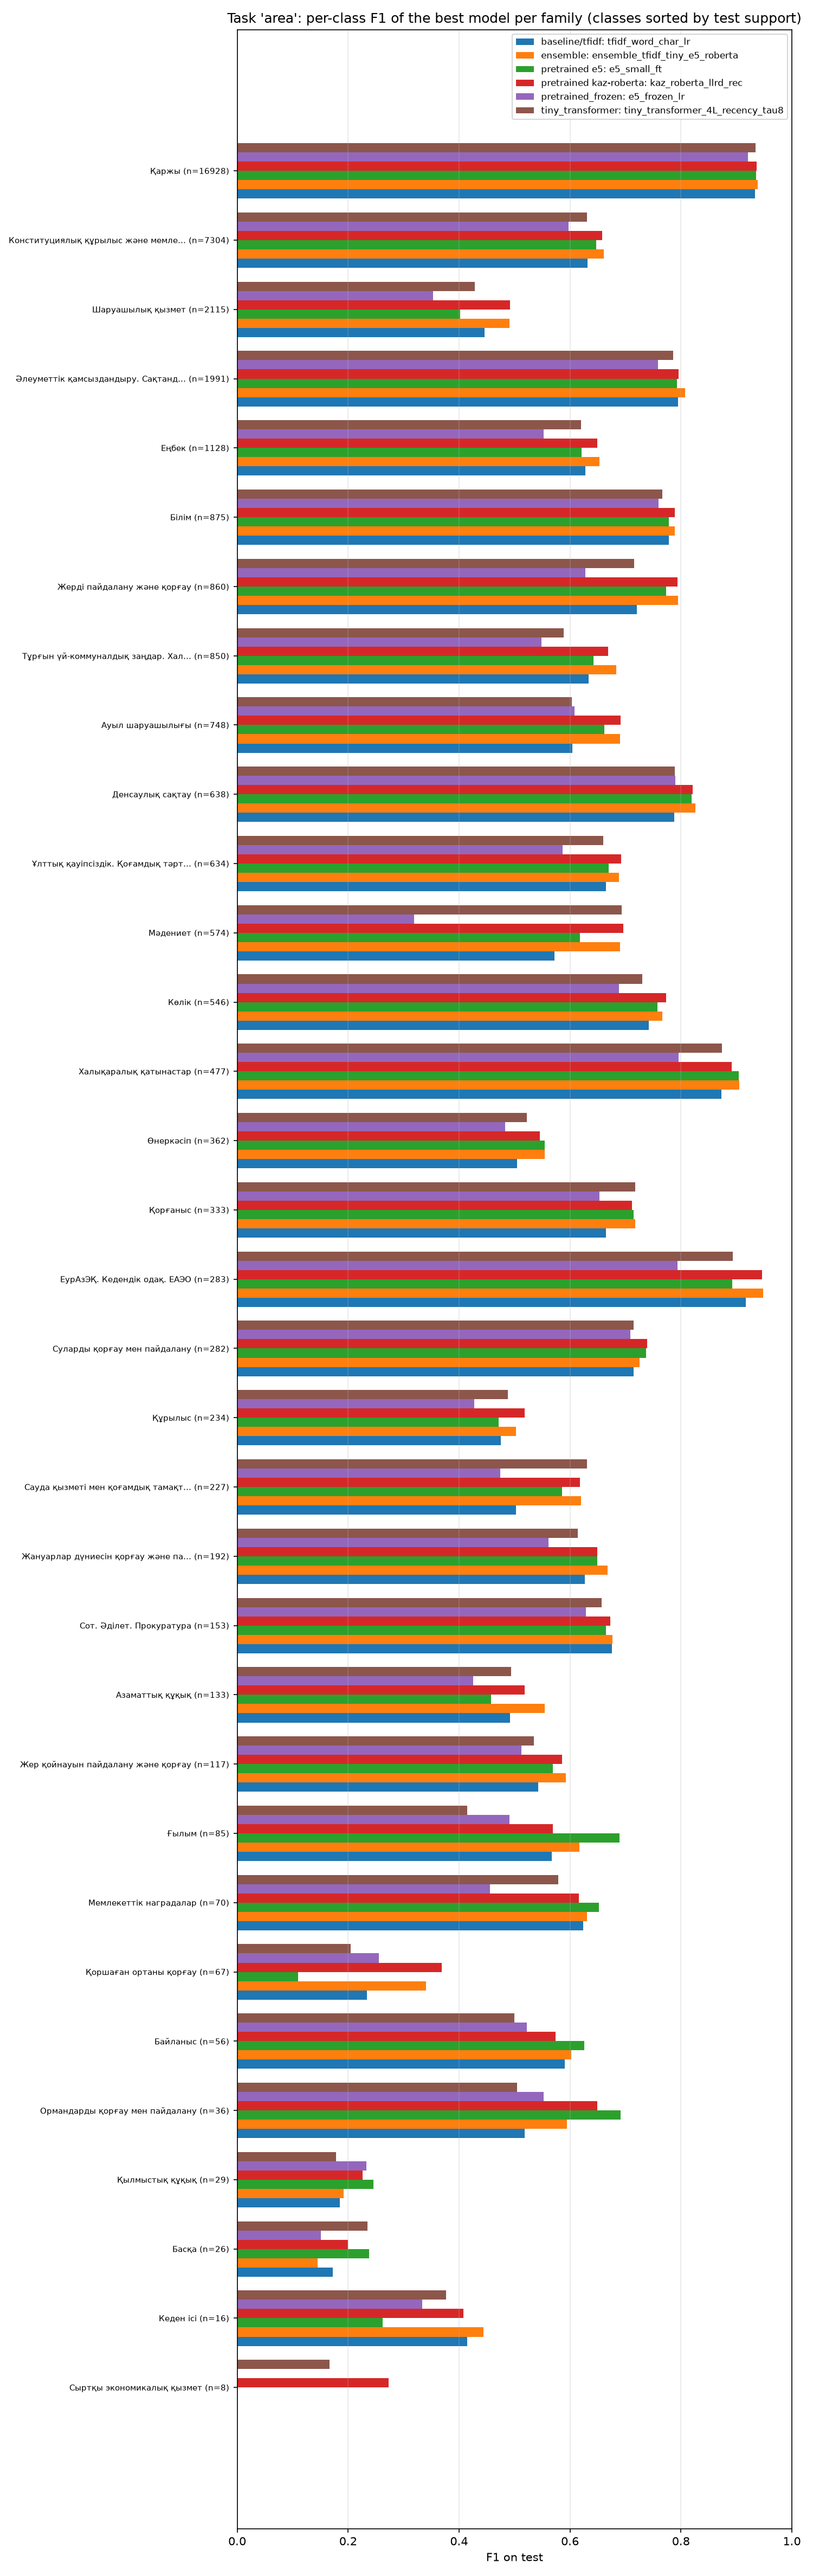 Task 'area': per-class F1 of the best model per family (classes sorted by test support)
baseline/tfidf: tfidf_word_char_lr
ensemble: ensemble_tfidf_tiny_e5_roberta
pretrained e5: e5_small_ft
pretrained kaz-roberta: kaz_roberta_llrd_rec
pretrained_frozen: e5_frozen_lr
tiny_transformer: tiny_transformer_4L_recency_tau8
Қаржы (n=16928)
Конституциялық құрылыс және мемле... (n=7304)
Шаруашылық қызмет (n=2115)
Әлеуметтік қамсыздандыру. Сақтанд... (n=1991)
Еңбек (n=1128)
Білім (n=875)
Жерді пайдалану және қорғау (n=860)
Тұрғын үй-коммуналдық заңдар. Хал... (n=850)
Ауыл шаруашылығы (n=748)
Денсаулық сақтау (n=638)
Ұлттық қауіпсіздік. Қоғамдық тәрт... (n=634)
Мәдениет (n=574)
Көлік (n=546)
Халықаралық қатынастар (n=477)
Өнеркәсіп (n=362)
Қорғаныс (n=333)
ЕурАзЭҚ. Кедендік одақ. ЕАЭО (n=283)
Суларды қорғау мен пайдалану (n=282)
Құрылыс (n=234)
Сауда қызметі мен қоғамдық тамақт... (n=227)
Жануарлар дүниесін қорғау және па... (n=192)
Сот. Әділет. Прокуратура (n=153)
Азаматтық құқық (n=133)
Жер қойнауын пайдалану және қорғау (n=117)
Ғылым (n=85)
Мемлекеттік наградалар (n=70)
Қоршаған ортаны қорғау (n=67)
Байланыс (n=56)
Ормандарды қорғау мен пайдалану (n=36)
Қылмыстық құқық (n=29)
Басқа (n=26)
Кеден ісі (n=16)
Сыртқы экономикалық қызмет (n=8)
0.0 0.2 0.4 0.6 0.8 1.0
F1 on test